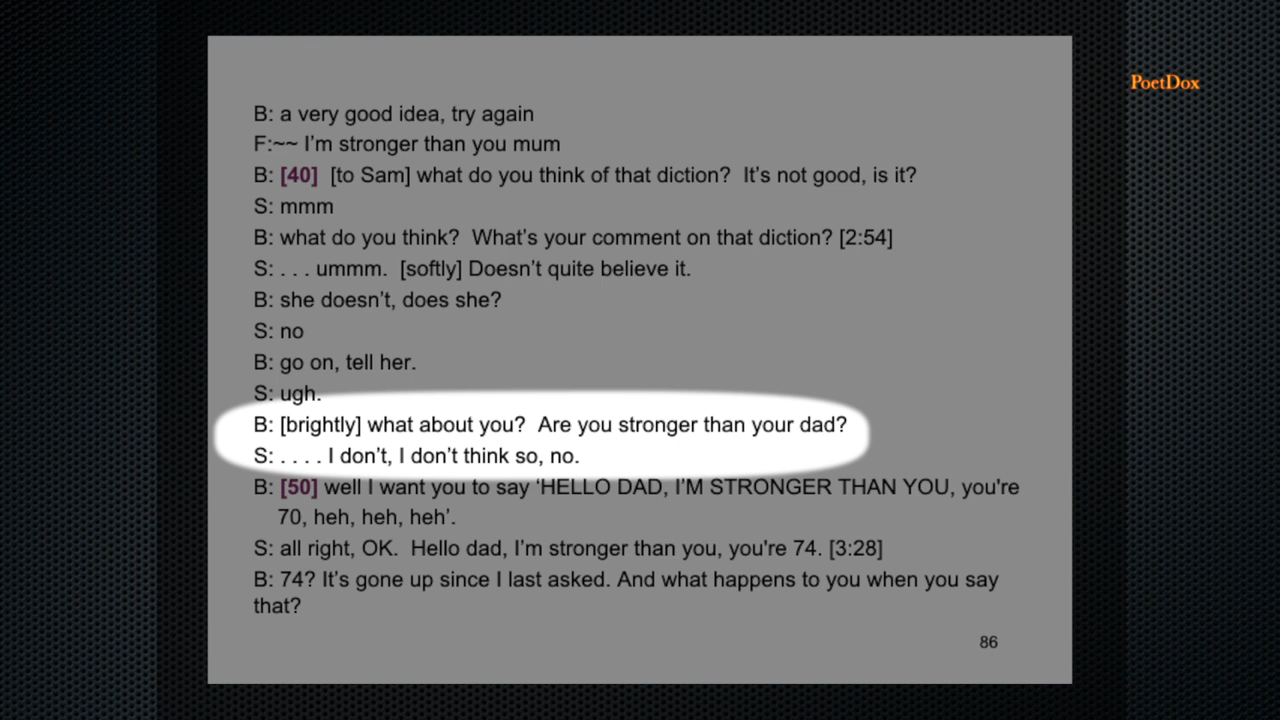 PoetDox
B: a very good idea, try again
F:~~ I'm stronger than you mum
B: [40]  [to Sam] what do you think of that diction?  It's not good, is it?
S: mmm
B: what do you think?  What's your comment on that diction? [2:54]
S: . . . ummm.  [softly] Doesn't quite believe it.
B: she doesn't, does she?
S: no
B: go on, tell her.
S: ugh.
B: [brightly] what about you?  Are you stronger than your dad?
S: . . . . I don't, I don't think so, no.
B: [50] well I want you to say ‘HELLO DAD, I'M STRONGER THAN YOU, you're
70, heh, heh, heh’.
S: all right, OK.  Hello dad, I'm stronger than you, you're 74. [3:28]
B: 74? It's gone up since I last asked. And what happens to you when you say
that?
86